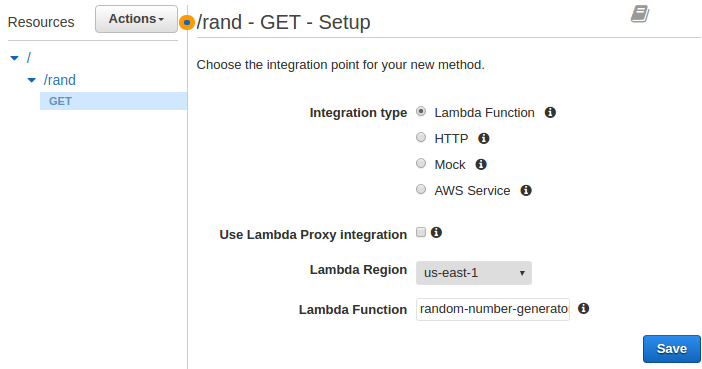 Resources
Actions
/rand - GET - Setup
/
/rand
GET
Choose the integration point for your new method.
Integration type
Lambda Function
HTTP
Mock
AWS Service
Use Lambda Proxy integration
Lambda Region
us-east-1
Lambda Function
random-number-generator
Save